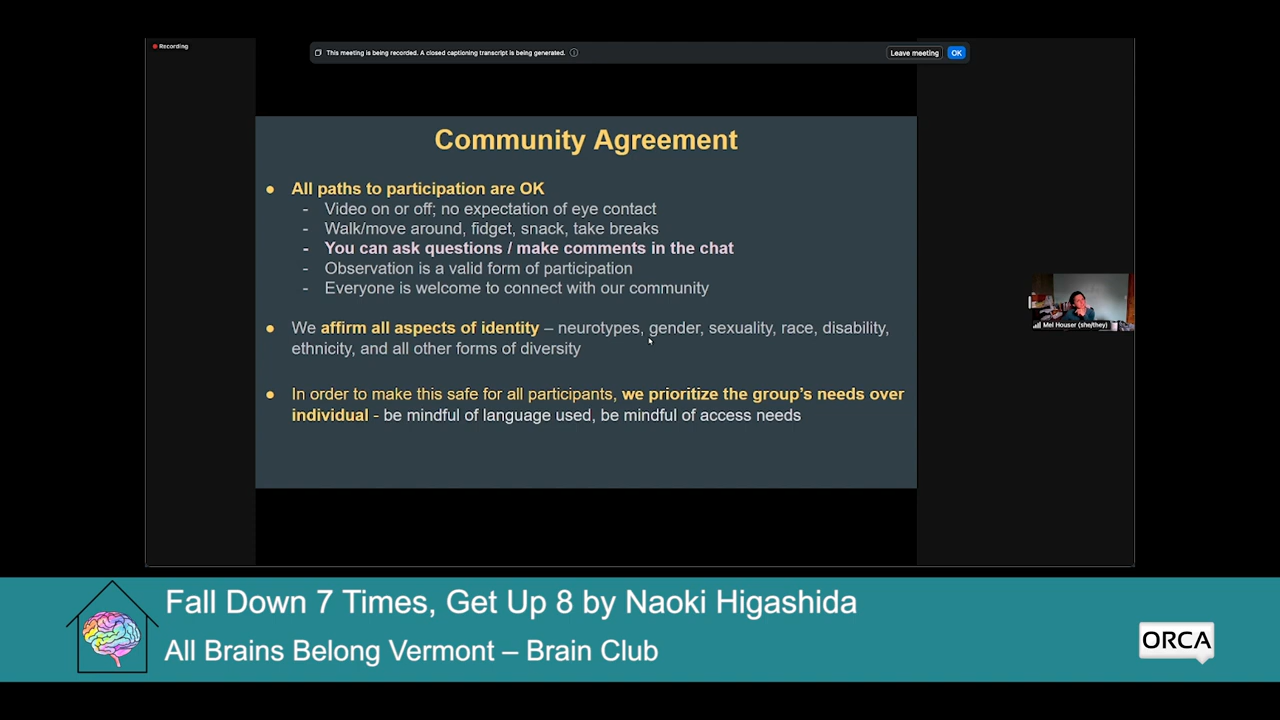 Recording
This meeting is being recorded. A closed captioning transcript is being generated.
Leave meeting
OK
Community Agreement
● All paths to participation are OK
- Video on or off; no expectation of eye contact
- Walk/move around, fidget, snack, take breaks
- You can ask questions / make comments in the chat
- Observation is a valid form of participation
- Everyone is welcome to connect with our community
● We affirm all aspects of identity – neurotypes, gender, sexuality, race, disability,
ethnicity, and all other forms of diversity
● In order to make this safe for all participants, we prioritize the group's needs over
individual - be mindful of language used, be mindful of access needs
Mel Houser (she/they)
Fall Down 7 Times, Get Up 8 by Naoki Higashida
All Brains Belong Vermont – Brain Club
ORCA